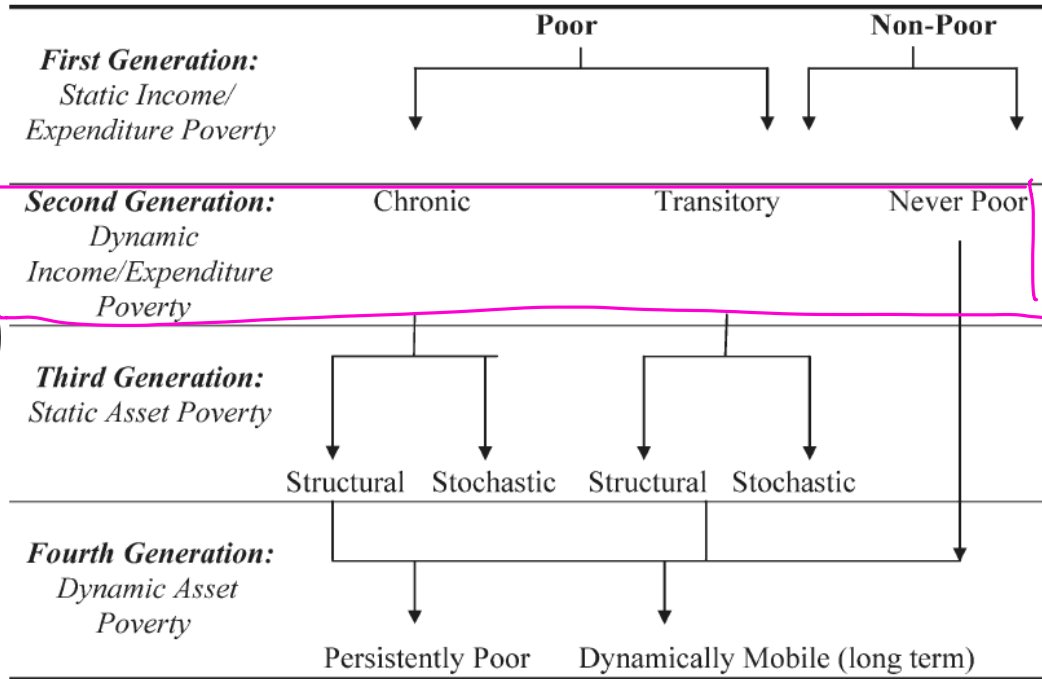 Poor Non-Poor
First Generation:
Static Income/
Expenditure Poverty
Second Generation: Chronic Transitory Never Poor
Dynamic
Income/Expenditure
Poverty
Third Generation:
Static Asset Poverty
Structural Stochastic Structural Stochastic
Fourth Generation:
Dynamic Asset
Poverty
Persistently Poor Dynamically Mobile (long term)